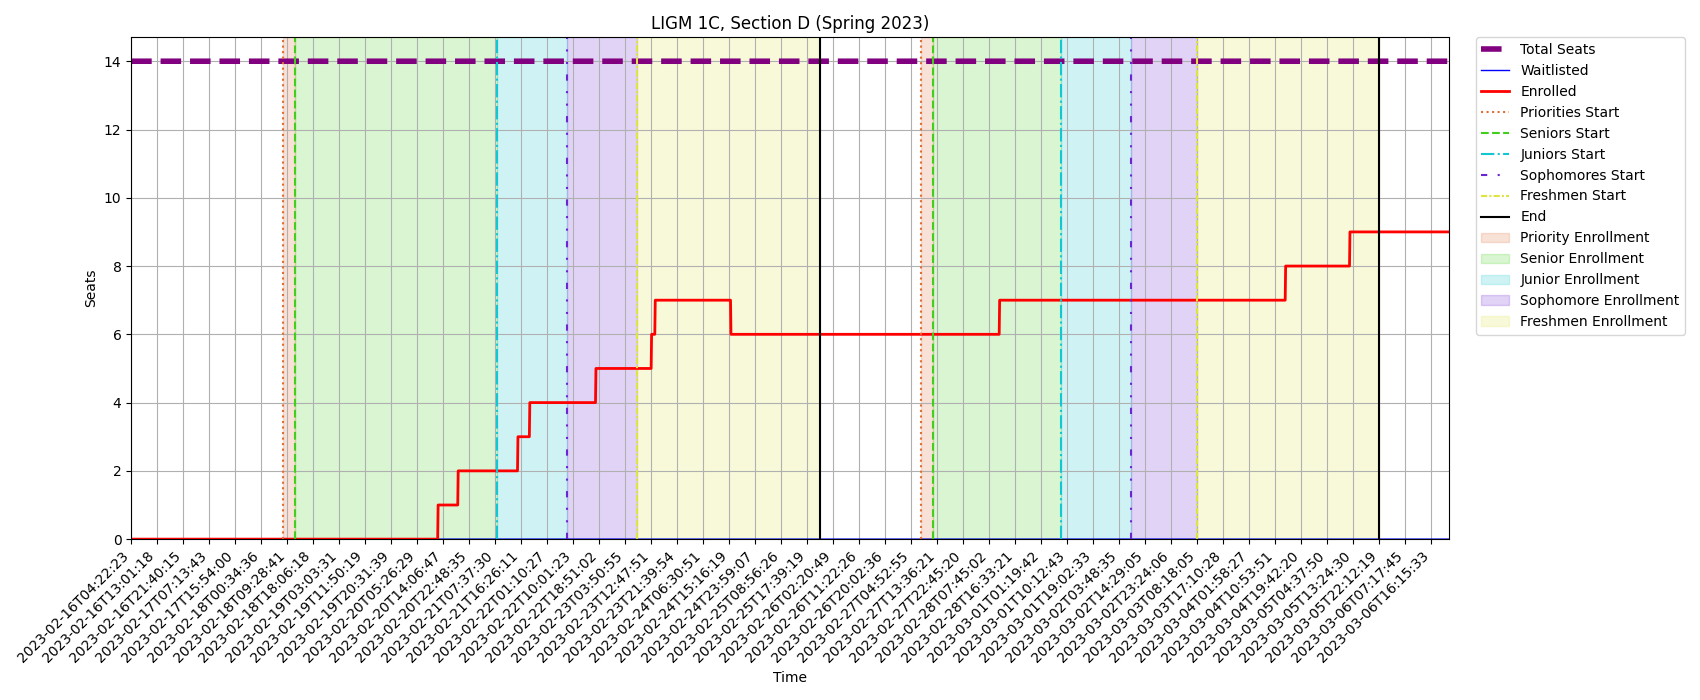 LIGM 1C, Section D (Spring 2023)
Seats
14
12
10
8
6
4
2
0
2023-02-16T04:22:23
2023-02-16T13:01:18
2023-02-16T21:40:15
2023-02-17T07:13:43
2023-02-17T15:54:00
2023-02-18T00:34:36
2023-02-18T09:28:41
2023-02-18T18:06:18
2023-02-19T03:03:31
2023-02-19T11:50:19
2023-02-19T20:31:39
2023-02-20T05:26:29
2023-02-20T14:06:47
2023-02-20T22:48:35
2023-02-21T07:37:30
2023-02-21T16:26:11
2023-02-22T01:10:27
2023-02-22T10:01:23
2023-02-22T18:51:02
2023-02-23T03:50:55
2023-02-23T12:47:51
2023-02-23T21:39:54
2023-02-24T06:30:51
2023-02-24T15:16:19
2023-02-24T23:59:07
2023-02-25T08:56:26
2023-02-25T17:39:19
2023-02-26T02:20:49
2023-02-26T11:22:26
2023-02-26T20:02:36
2023-02-27T04:52:55
2023-02-27T13:36:21
2023-02-27T22:45:20
2023-02-28T07:45:02
2023-02-28T16:33:21
2023-03-01T01:19:42
2023-03-01T10:12:43
2023-03-01T19:02:33
2023-03-02T03:48:35
2023-03-02T14:29:05
2023-03-02T23:24:06
2023-03-03T08:18:05
2023-03-03T17:10:28
2023-03-04T01:58:27
2023-03-04T10:53:51
2023-03-04T19:42:20
2023-03-05T04:37:50
2023-03-05T13:24:30
2023-03-05T22:12:19
2023-03-06T07:17:45
2023-03-06T16:15:33
Time
Total Seats
Waitlisted
Enrolled
Priorities Start
Seniors Start
Juniors Start
Sophomores Start
Freshmen Start
End
Priority Enrollment
Senior Enrollment
Junior Enrollment
Sophomore Enrollment
Freshmen Enrollment